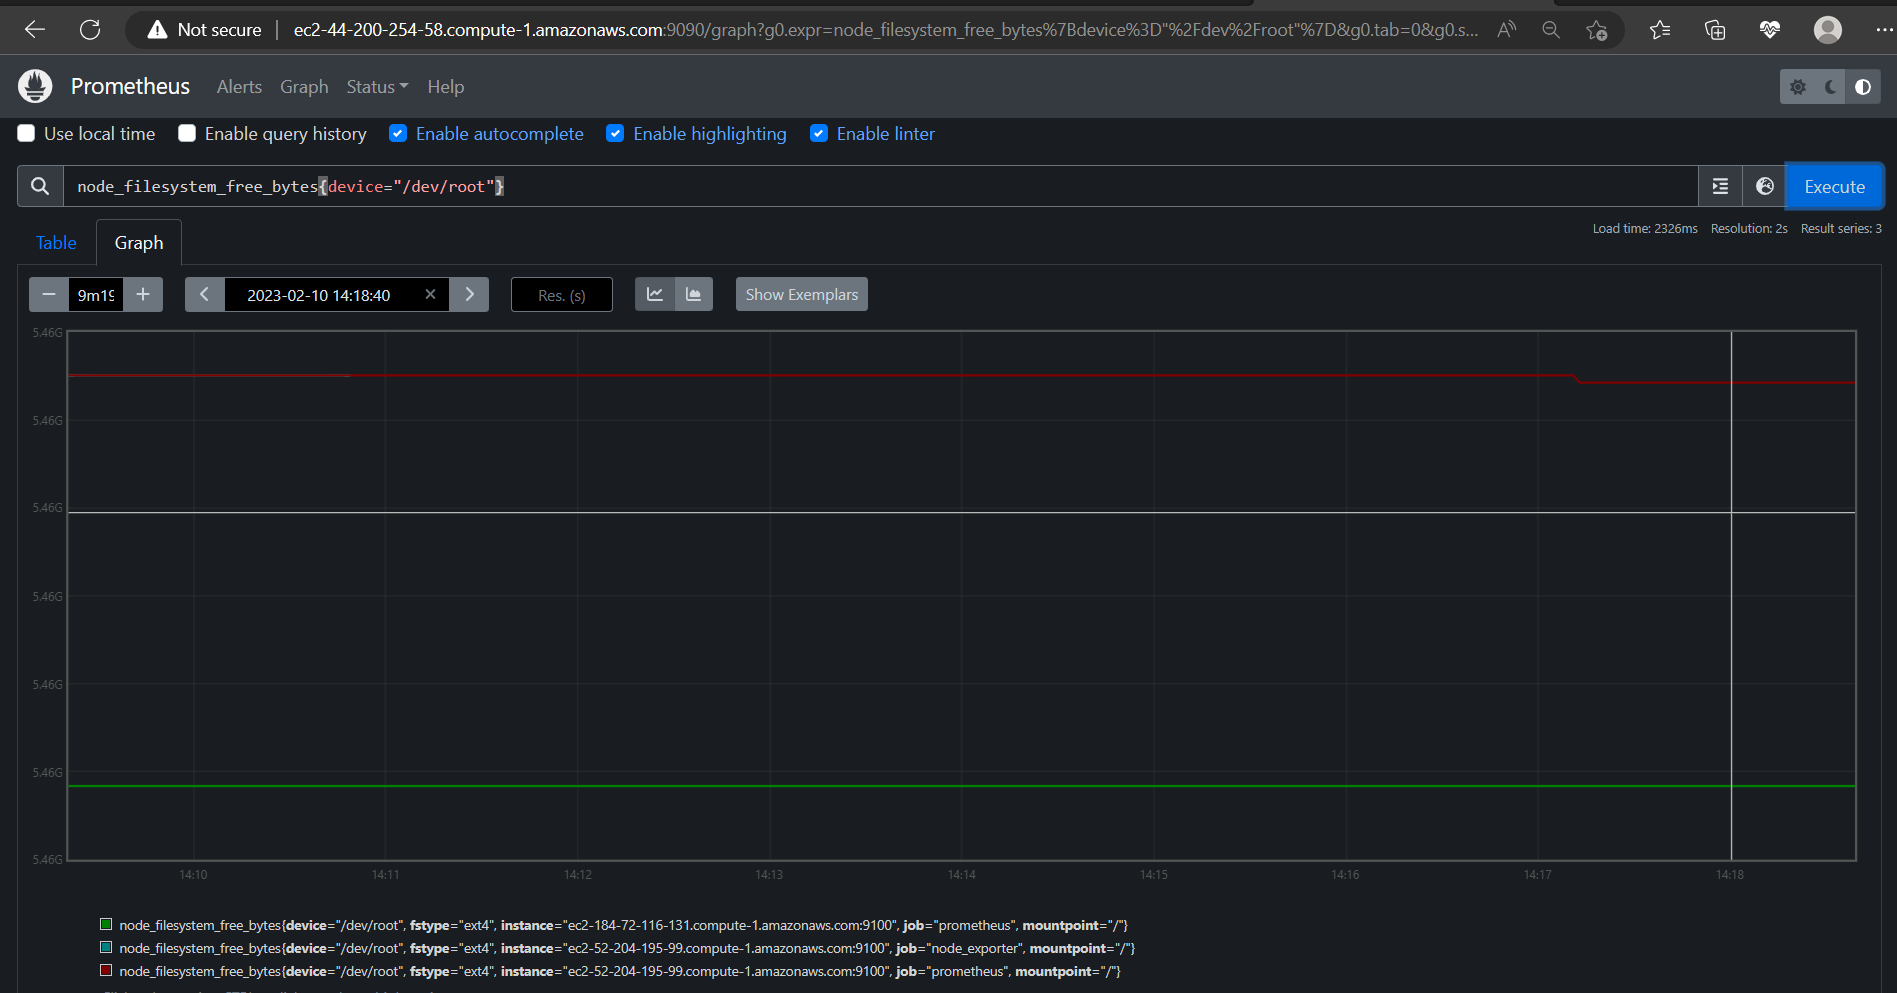 Not secure | ec2-44-200-254-58.compute-1.amazonaws.com:9090/graph?g0.expr=node_filesystem_free_bytes%7Bdevice%3D"%2Fdev%2Froot"%7D&g0.tab=0&g0.s...
Prometheus Alerts Graph Status Help
Use local time Enable query history Enable autocomplete Enable highlighting Enable linter
node_filesystem_free_bytes{device="/dev/root"} Execute
Table Graph Load time: 2326ms Resolution: 2s Result series: 3
9m19 2023-02-10 14:18:40 Res. (s) Show Exemplars
5.46G
5.46G
5.46G
5.46G
5.46G
5.46G
5.46G
14:10 14:11 14:12 14:13 14:14 14:15 14:16 14:17 14:18
node_filesystem_free_bytes{device="/dev/root", fstype="ext4", instance="ec2-184-72-116-131.compute-1.amazonaws.com:9100", job="prometheus", mountpoint="/"}
node_filesystem_free_bytes{device="/dev/root", fstype="ext4", instance="ec2-52-204-195-99.compute-1.amazonaws.com:9100", job="node_exporter", mountpoint="/"}
node_filesystem_free_bytes{device="/dev/root", fstype="ext4", instance="ec2-52-204-195-99.compute-1.amazonaws.com:9100", job="prometheus", mountpoint="/"}